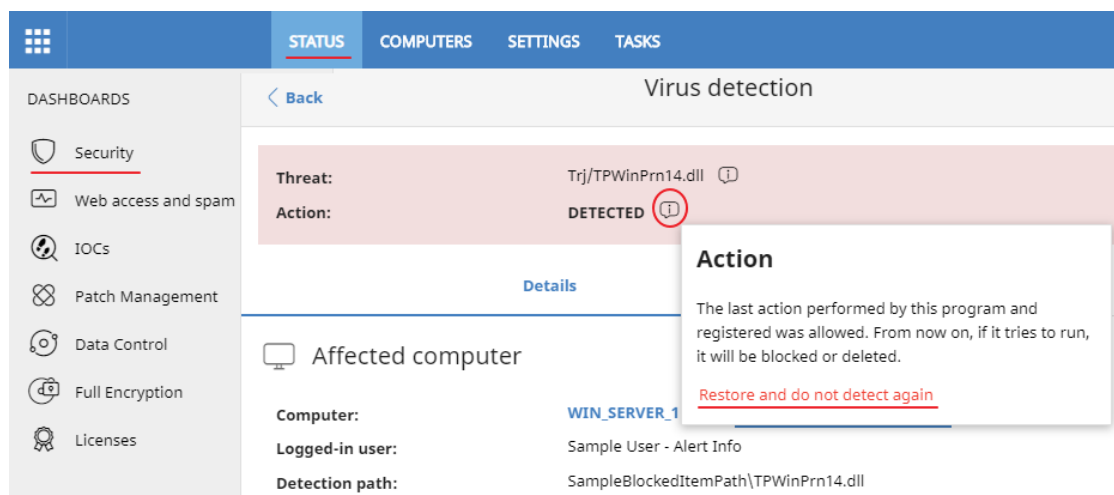 STATUS COMPUTERS SETTINGS TASKS
DASHBOARDS
Security
Web access and spam
IOCs
Patch Management
Data Control
Full Encryption
Licenses
Back
Virus detection
Threat: Trj/TPWinPrn14.dll
Action: DETECTED
Action
The last action performed by this program and
registered was allowed. From now on, if it tries to run,
it will be blocked or deleted.
Restore and do not detect again
Details
Affected computer
Computer: WIN_SERVER_1
Logged-in user: Sample User - Alert Info
Detection path: SampleBlockedItemPath\TPWinPrn14.dll